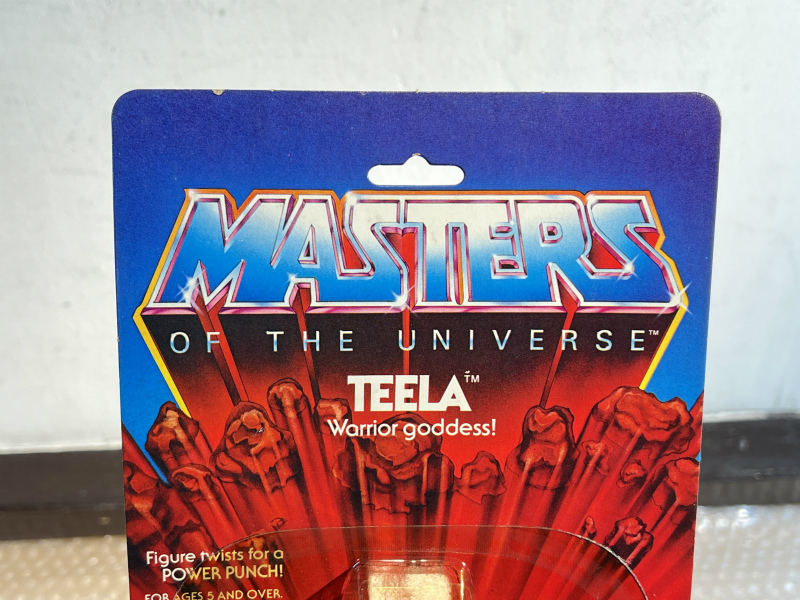 MASTERS
OF THE UNIVERSE™
TEELA™
Warrior goddess!
Figure twists for a
POWER PUNCH!
FOR AGES 5 AND OVER.